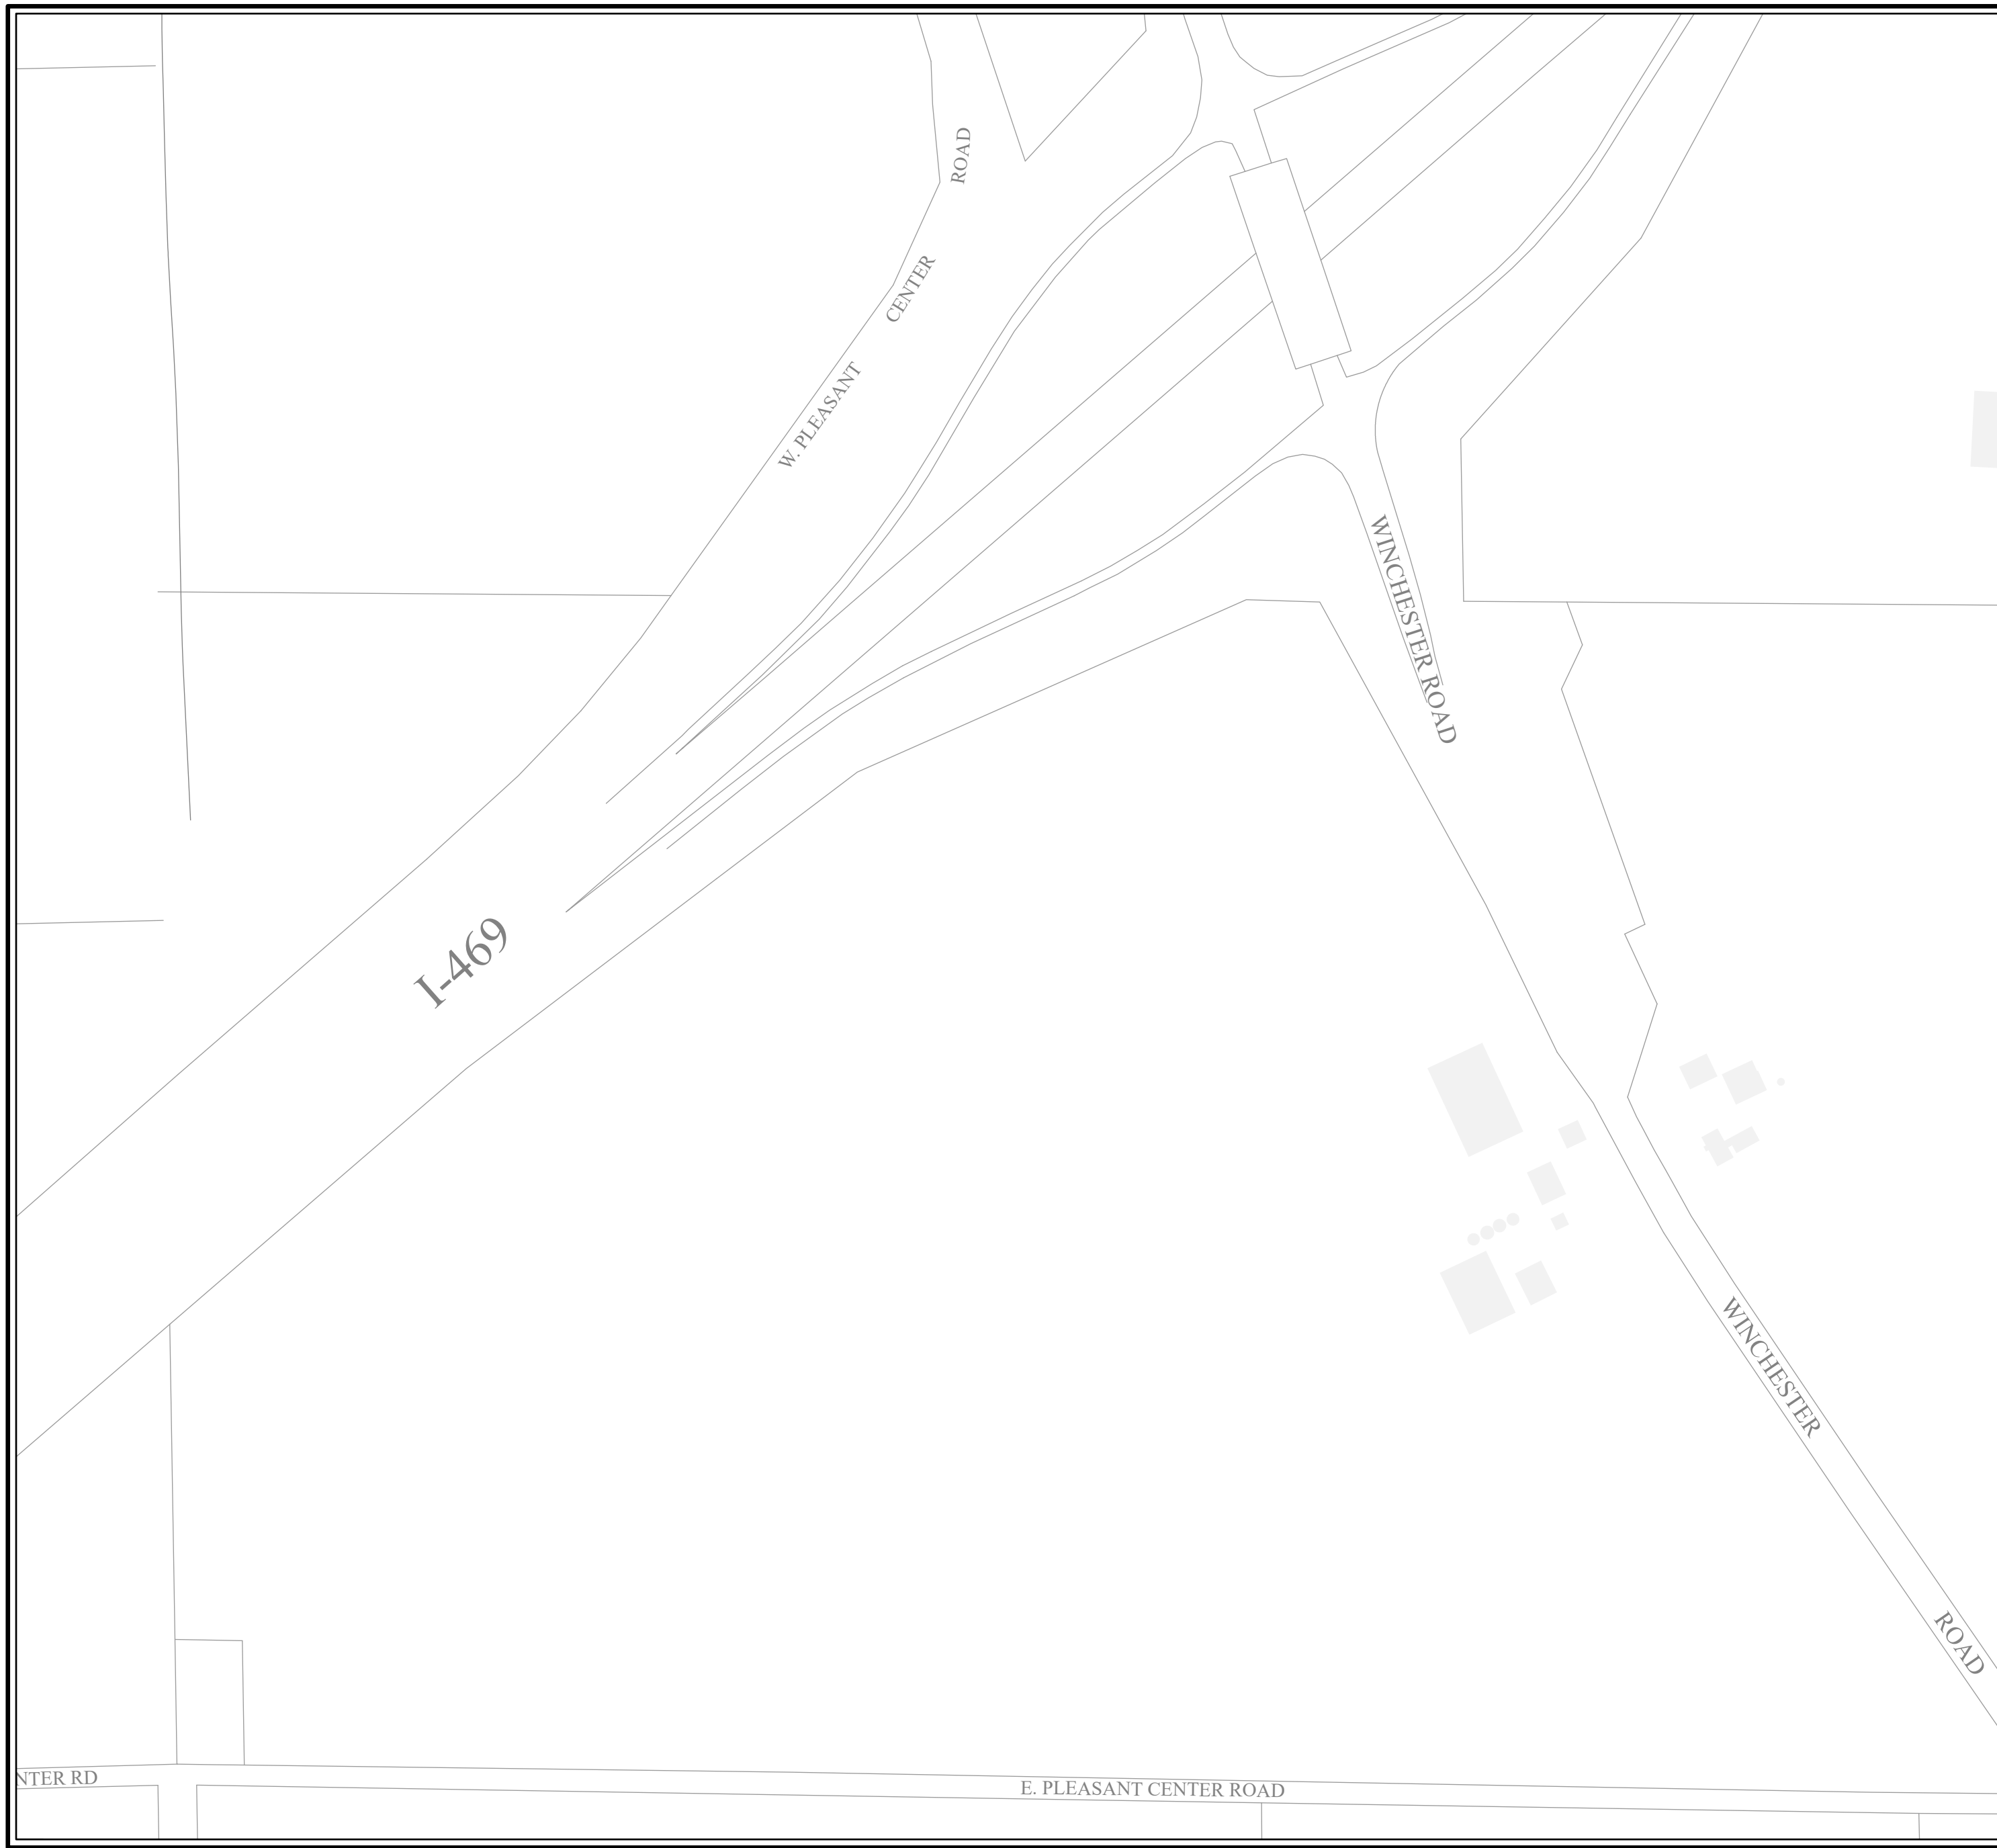 ROAD
CENTER
W. PLEASANT
WINCHESTER ROAD
I-469
WINCHESTER
ROAD
NTER RD
E. PLEASANT CENTER ROAD